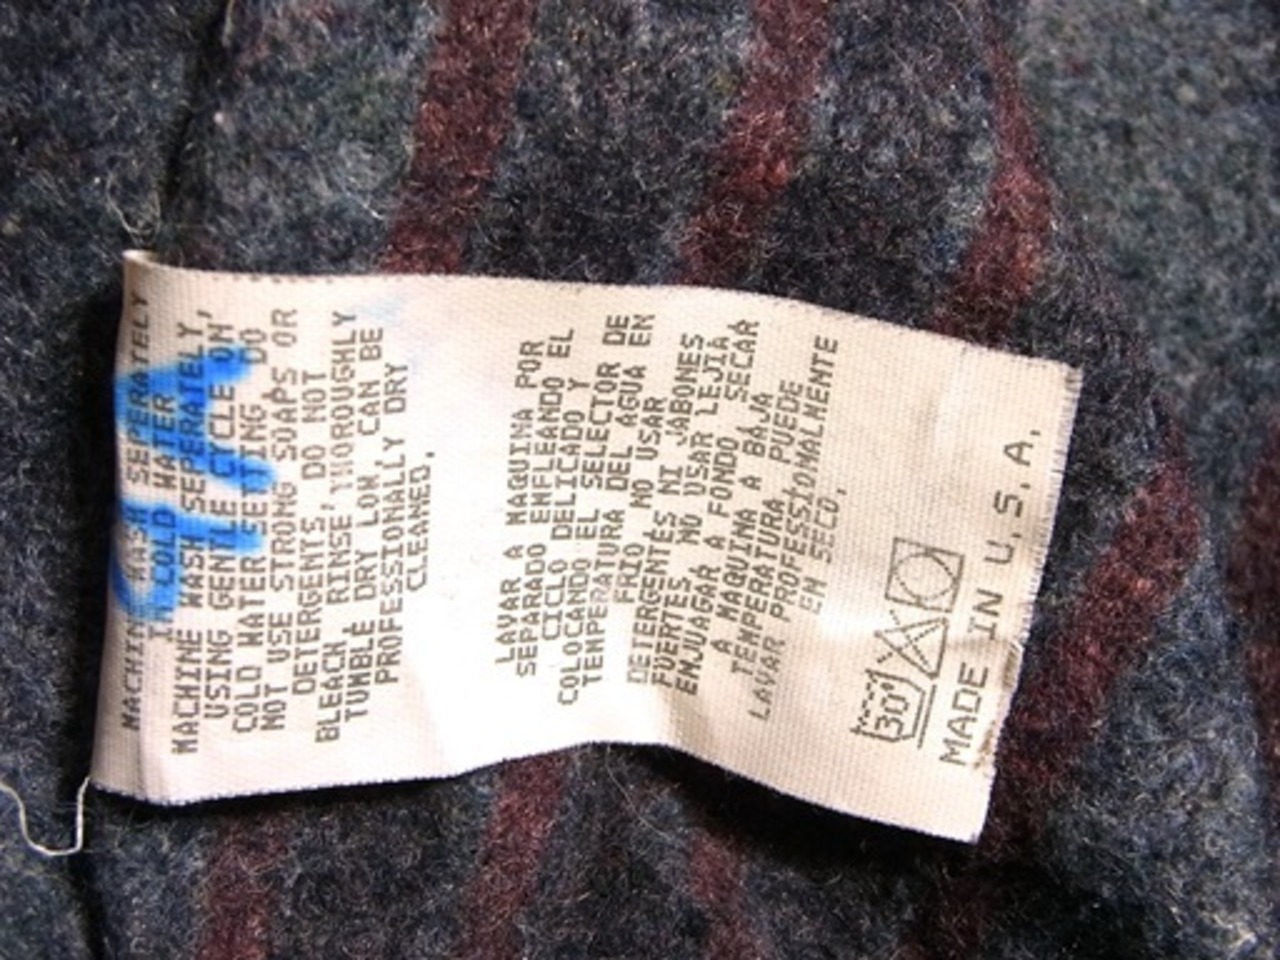 MACHINE WASH SEPERATELY
IN COLD WATER
MACHINE WASH SEPERATELY,
USING GENTLE CYCLE ON,
COLD WATER SETTING DO
NOT USE STRONG SOAPS OR
DETERGENTS, DO NOT
BLEACH, RINSE, THOROUGHLY
TUMBLE DRY LOW, CAN BE
PROFESSIONALLY DRY
CLEANED.
LAVAR A MAQUINA POR
SEPARADO EMFLEANDO EL
CICLO DELICADO Y
COLOCANDO EL SELECTOR DE
TEMPERATURA DEL AGUA EN
FRIO, NO USAR
DETERGENTES NI JABONES
FUERTES, NO USAR LEJIA
ENJUAGAR A FONDO, SECAR
A MAQUINA A BAJA
TEMPERATURA. PUEDE
LAVAR PROFESSIONALMENTE
EN SECO.
30°
MADE IN U.S.A.